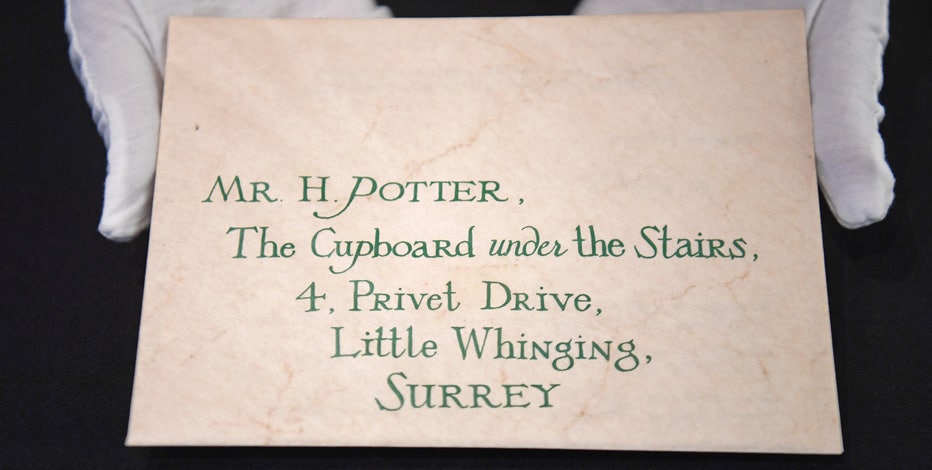 Mr. H. Potter,
The Cupboard under the Stairs,
4, Privet Drive,
Little Whinging,
Surrey